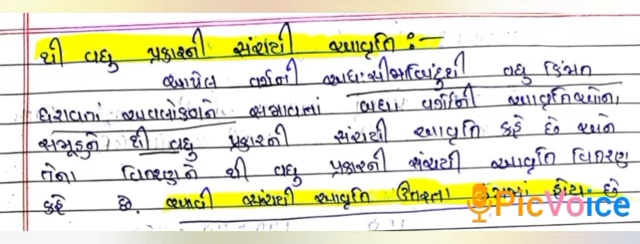 થી વધુ પ્રકારની સંચયી આવૃત્તિ :-
આપેલ વર્ગની અધઃસીમાબિંદુથી વધુ કિંમત
ધરાવતાં અવલોકનોને સમાવતાં બધા વર્ગોની આવૃત્તિઓના
સમૂહને થી વધુ પ્રકારની સંચયી આવૃત્તિ કહે છે અને
તેના વિતરણને થી વધુ પ્રકારની સંચયી આવૃત્તિ વિતરણ
કહે છે. આવી સંચયી આવૃત્તિ ઉતરતા ક્રમમાં હોય છે
PicVoice